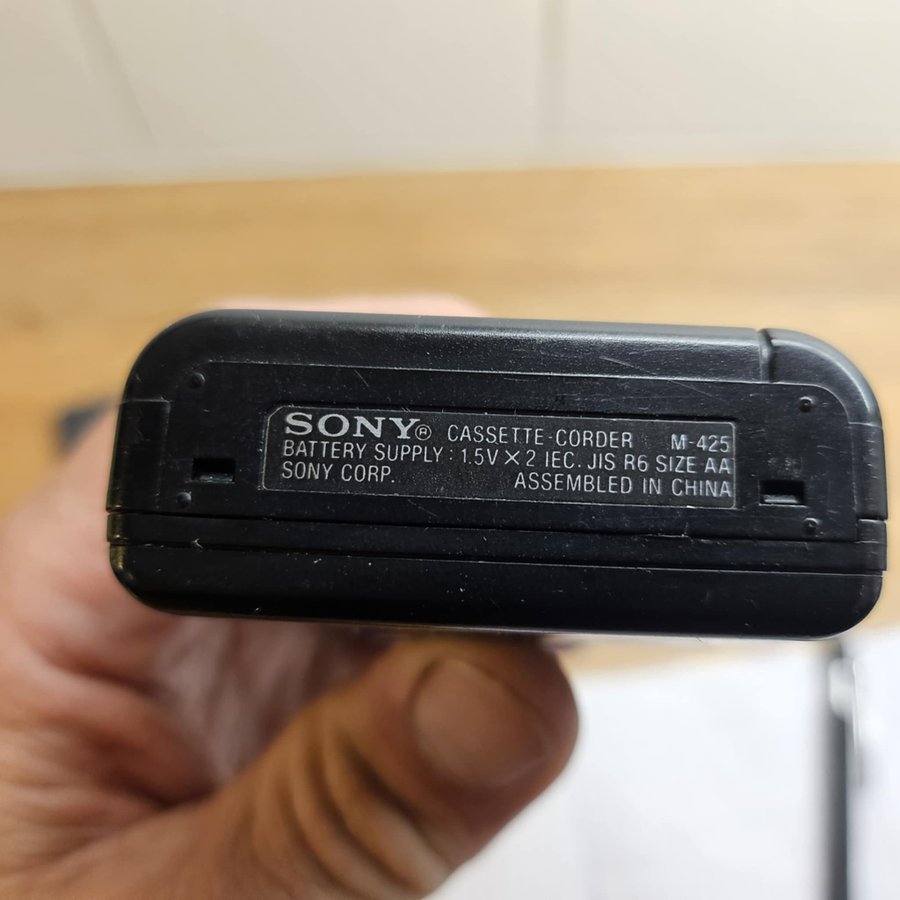 SONY® CASSETTE-CORDER M-425
BATTERY SUPPLY : 1.5V×2 IEC. JIS R6 SIZE AA
SONY CORP. ASSEMBLED IN CHINA